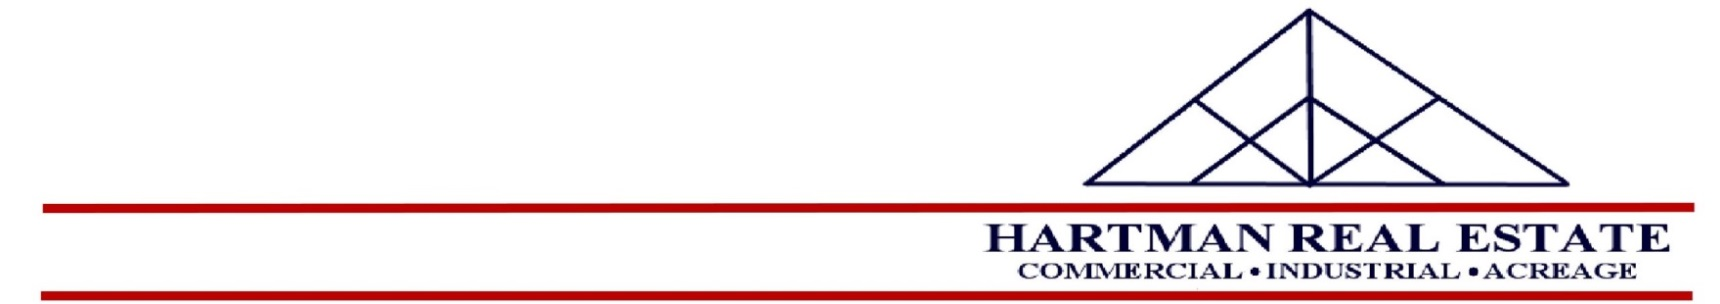 HARTMAN REAL ESTATE
COMMERCIAL • INDUSTRIAL • ACREAGE